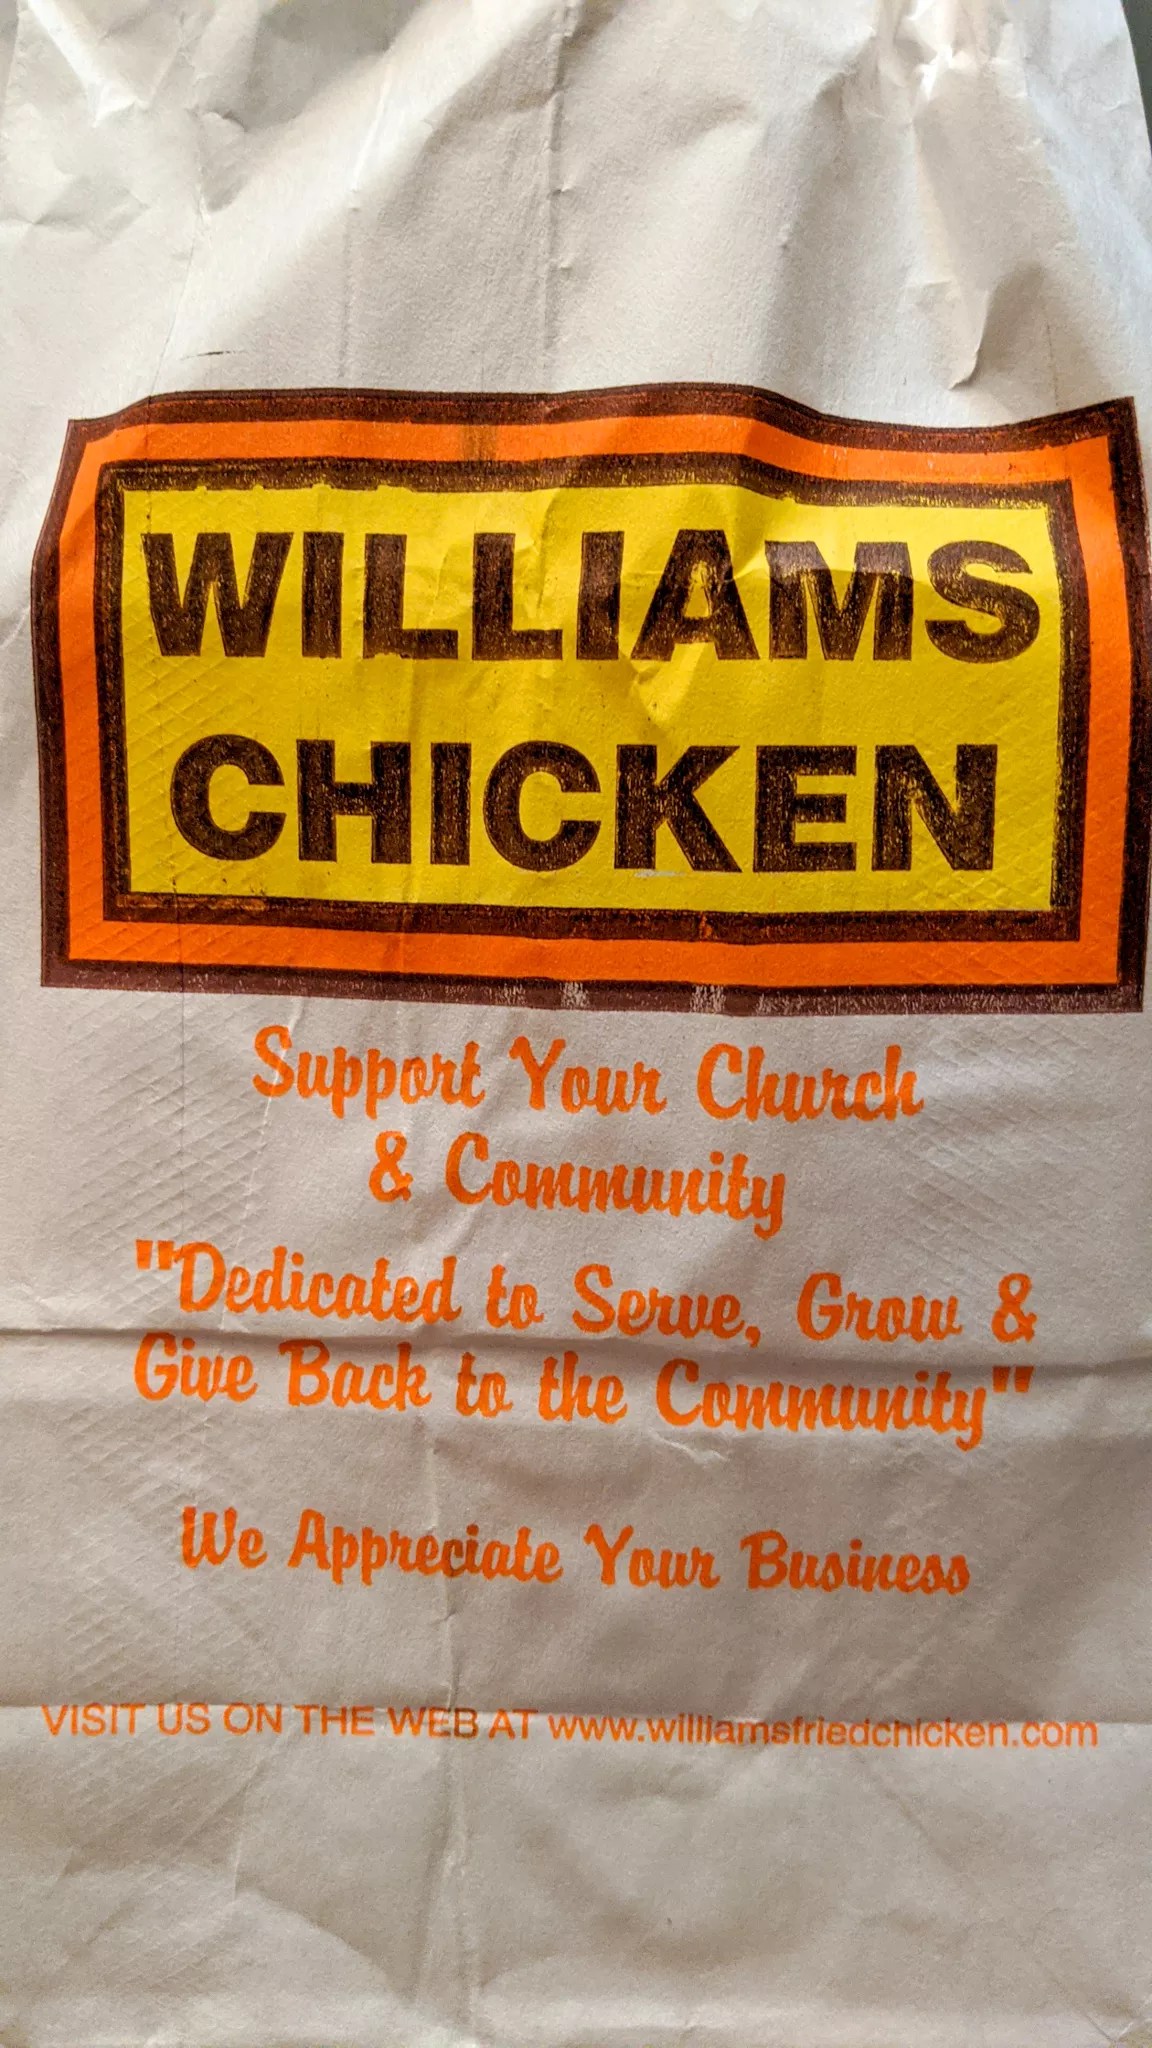 WILLIAMS
CHICKEN
Support Your Church
& Community
"Dedicated to Serve, Grow &
Give Back to the Community"
We Appreciate Your Business
VISIT US ON THE WEB AT www.williamsfriedchicken.com